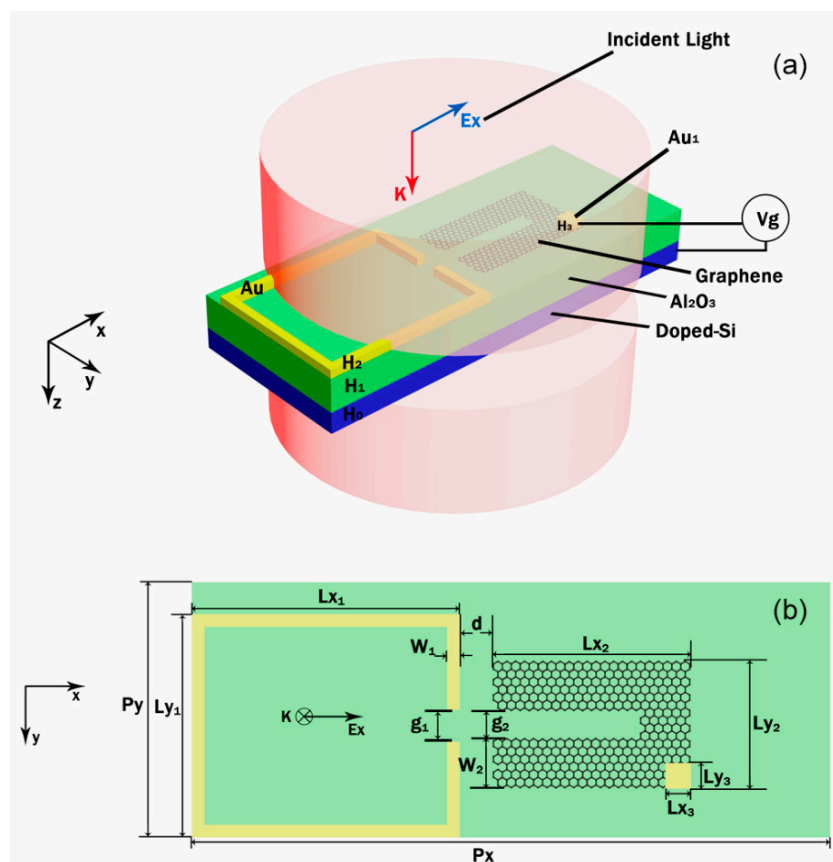 Incident Light
(a)
Ex
Au₁
K
H₃
Vg
Graphene
Au
Al₂O₃
Doped-Si
x
y
z
H₂
H₁
H₀
Lx₁
(b)
d
Lx₂
W₁
x
y
Py
Ly₁
K
Ex
g₁
g₂
Ly₂
W₂
Ly₃
Lx₃
Px